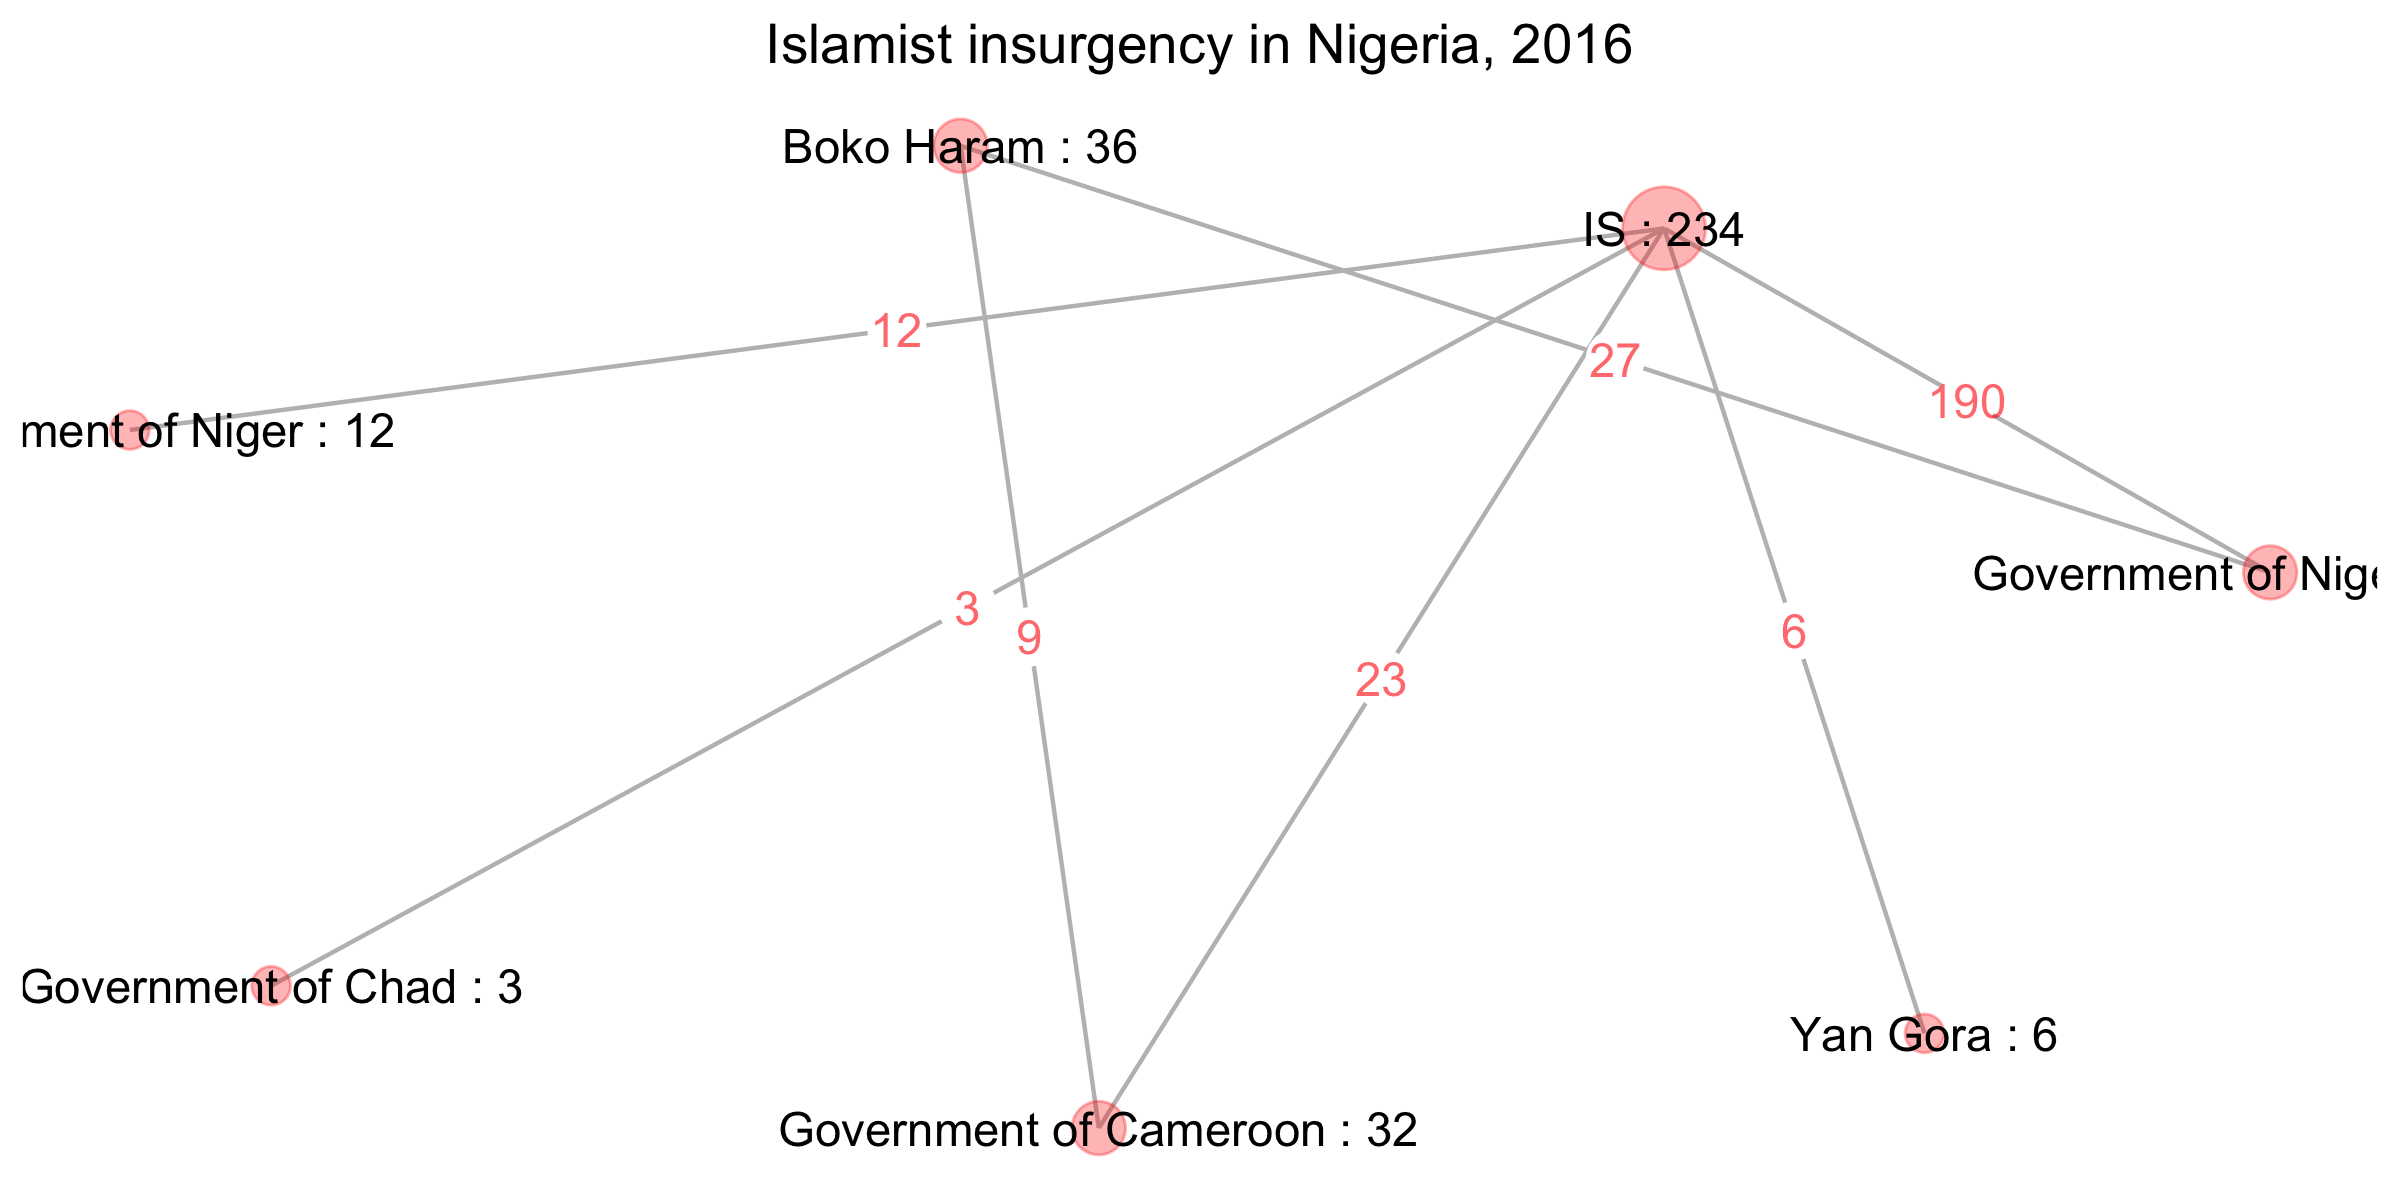 Islamist insurgency in Nigeria, 2016
Boko Haram : 36
IS : 234
12
27
190
ment of Niger : 12
Government of Nige
3
9
6
23
Government of Chad : 3
Yan Gora : 6
Government of Cameroon : 32